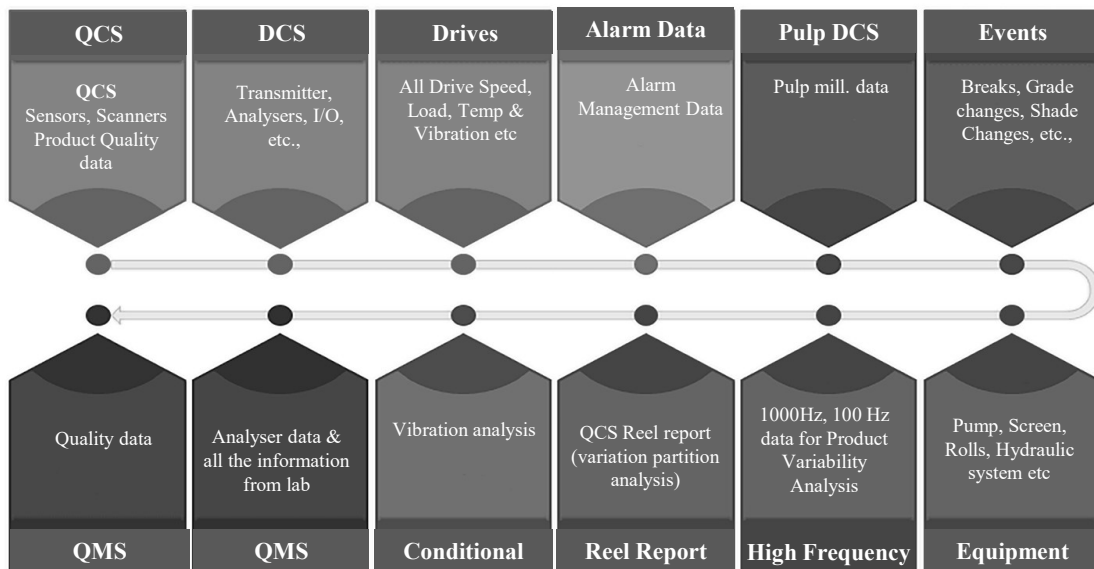 QCS
QCS
Sensors, Scanners
Product Quality
data
DCS
Transmitter,
Analysers, I/O,
etc.,
Drives
All Drive Speed,
Load, Temp &
Vibration etc
Alarm Data
Alarm
Management Data
Pulp DCS
Pulp mill. data
Events
Breaks, Grade
changes, Shade
Changes, etc.,
Quality data
QMS
Analyser data &
all the information
from lab
QMS
Vibration analysis
Conditional
QCS Reel report
(variation partition
analysis)
Reel Report
1000Hz, 100 Hz
data for Product
Variability
Analysis
High Frequency
Pump, Screen,
Rolls, Hydraulic
system etc
Equipment